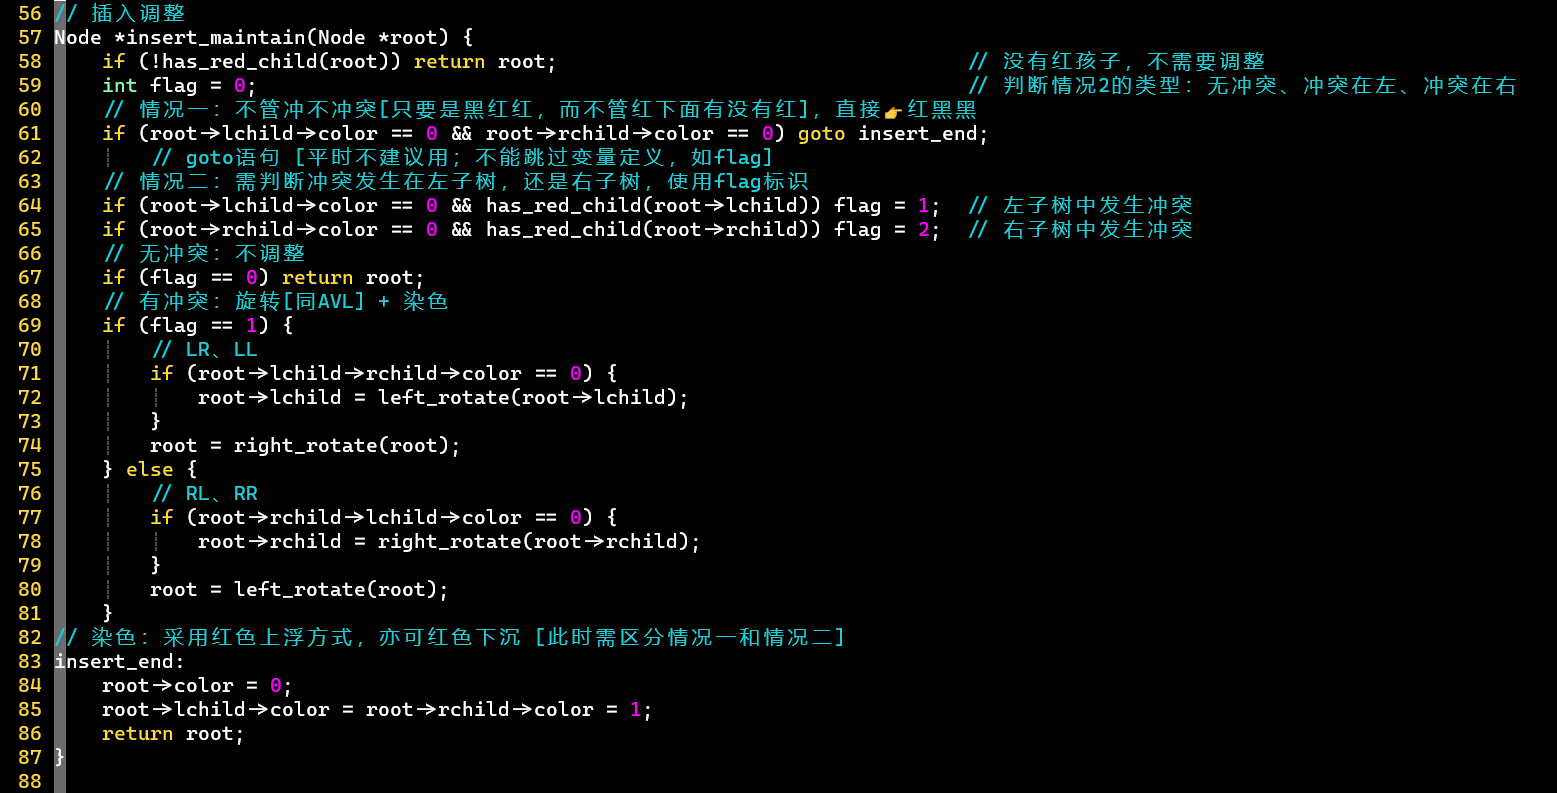 56 // 插入调整
57 Node *insert_maintain(Node *root) {
58     if (!has_red_child(root)) return root;                                  // 没有红孩子，不需要调整
59     int flag = 0;                                                           // 判断情况2的类型：无冲突、冲突在左、冲突在右
60     // 情况一：不管冲不冲突[只要是黑红红，而不管红下面有没有红]，直接👉红黑黑
61     if (root->lchild->color == 0 && root->rchild->color == 0) goto insert_end;
62         // goto语句 [平时不建议用；不能跳过变量定义，如flag]
63     // 情况二：需判断冲突发生在左子树，还是右子树，使用flag标识
64     if (root->lchild->color == 0 && has_red_child(root->lchild)) flag = 1;  // 左子树中发生冲突
65     if (root->rchild->color == 0 && has_red_child(root->rchild)) flag = 2;  // 右子树中发生冲突
66     // 无冲突：不调整
67     if (flag == 0) return root;
68     // 有冲突：旋转[同AVL] + 染色
69     if (flag == 1) {
70         // LR、LL
71         if (root->lchild->rchild->color == 0) {
72             root->lchild = left_rotate(root->lchild);
73         }
74         root = right_rotate(root);
75     } else {
76         // RL、RR
77         if (root->rchild->lchild->color == 0) {
78             root->rchild = right_rotate(root->rchild);
79         }
80         root = left_rotate(root);
81     }
82 // 染色：采用红色上浮方式，亦可红色下沉 [此时需区分情况一和情况二]
83 insert_end:
84     root->color = 0;
85     root->lchild->color = root->rchild->color = 1;
86     return root;
87 }
88